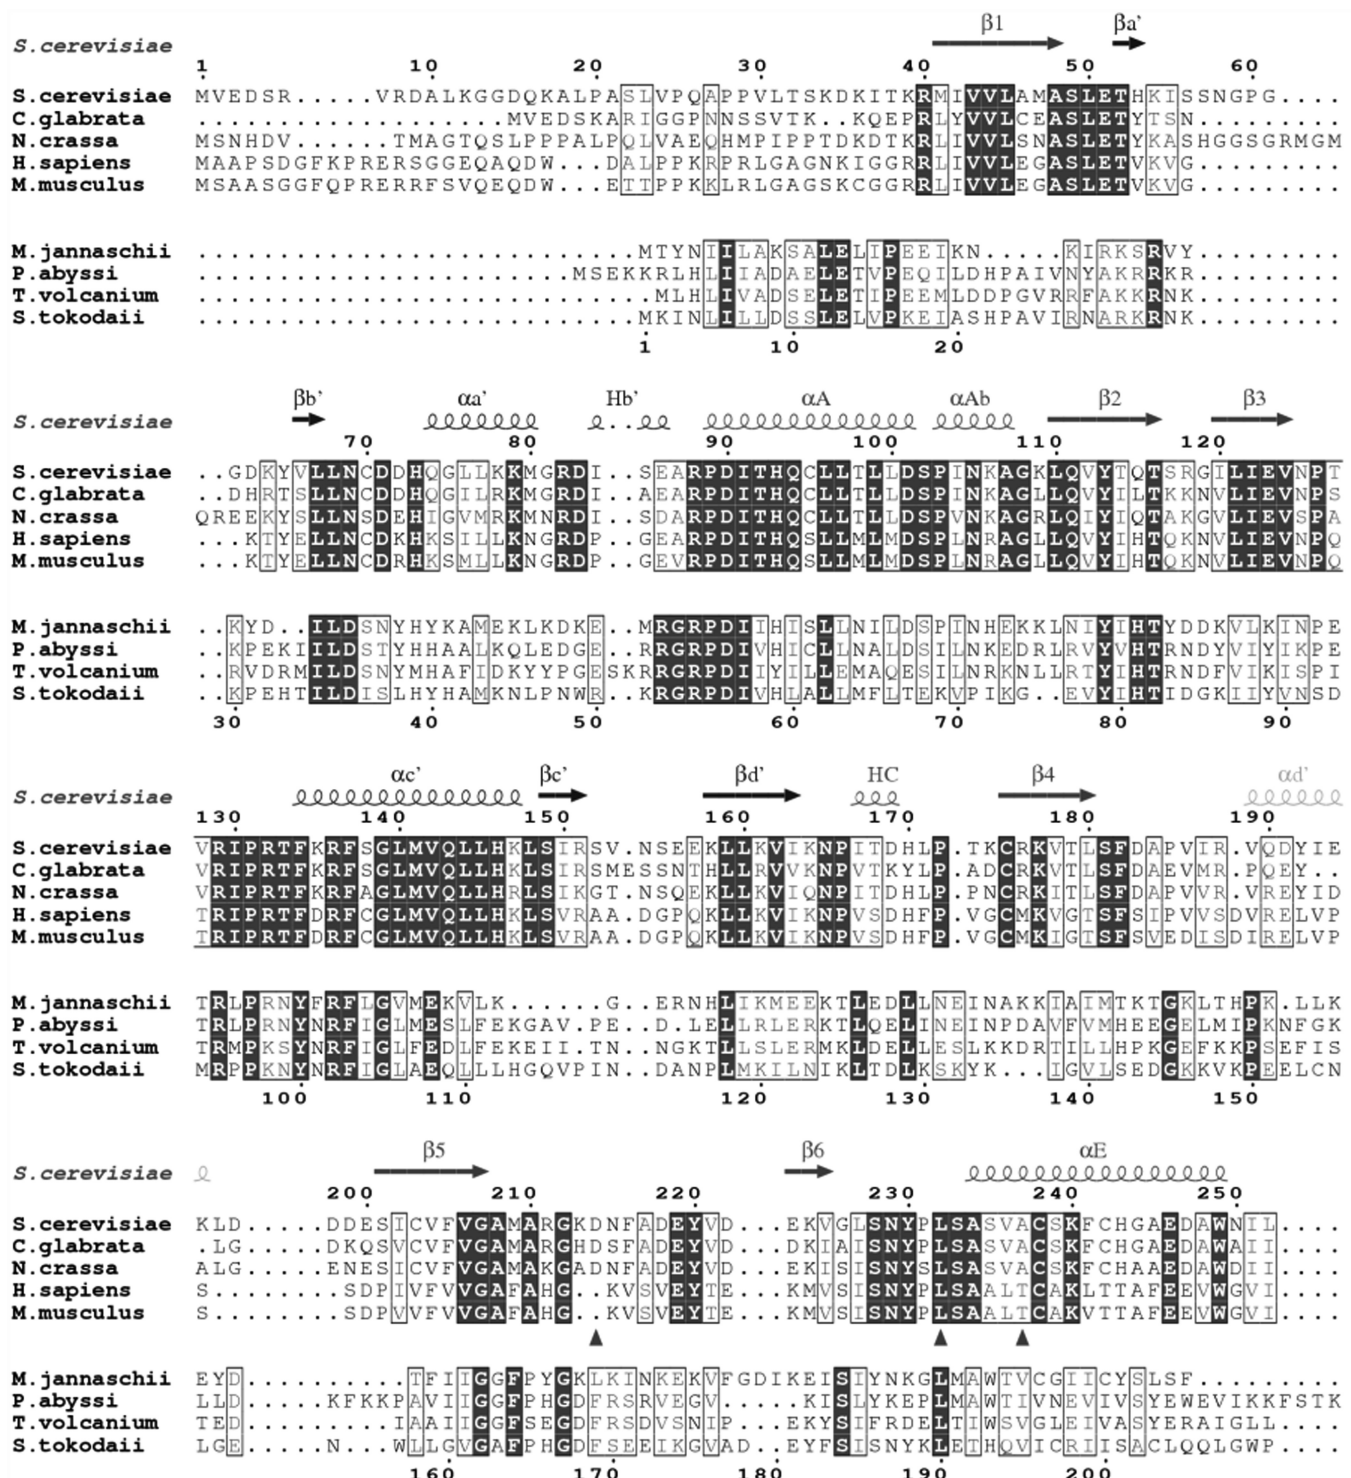 β1 βa'
S.cerevisiae
1 10 20 30 40 50 60
S.cerevisiae MVEDSR.....VRDALKGGDQKALPASLVPQAPPVLTSKDKITKRMIVVLAMASLETHKISSNGPG....
C.glabrata ...................MVEDSKARIGGPNNSSVTK..KQEPRLYVVLCEASLETYTSN.........
N.crassa MSNHDV......TMAGTQSLPPPALPQLVAEQHMPIPPTDKDTKRLIVVLSNASLETYKASHGGSGRMGM
H.sapiens MAAPSDGFKPRERSGGEQAQDW...DALPPKRPRLGAGNKIGGRRLIVVLEGASLETVKVG.........
M.musculus MSAASGGFQPRERRFSVQEQDW...ETTPPKKLRLGAGSKCGGRRLIVVLEGASLETVKVG.........
M.jannaschii ...........................MTYNIILAKSALELIPEEIKN.....KIRKSRVY.........
P.abyssi .......................MSEKKRLHLIIADAELETVPEQILDHPAIVNYAKRRKR.........
T.volcanium ............................MLHLIVADSELETIPEEMLDDPGVRRFAKKRNK.........
S.tokodaii ...........................MKINLILLDSSLELVPKEIASHPAVIRNARKRNK.........
1 10 20
βb' αa' Hb' αA αAb β2 β3
S.cerevisiae
70 80 90 100 110 120
S.cerevisiae ..GDKYVLLNCDDHQGLLKKMGRDI..SEARPDITHQCLLTLLDSPINKAGKLQVYTQTSRGILIEVNPT
C.glabrata ..DHRTSLLNCDDHQGILRKMGRDI..AEARPDITHQCLLTLLDSPINKAGLLQVYILTKKNVLIEVNPS
N.crassa QREEKYSLLNSDEHIGVMRKMNRDI..SDARPDITHQCLLTLLDSPVNKAGRLQIYIQTAKGVLIEVSPA
H.sapiens ...KTYELLNCDKHKSILLKNGRDP..GEARPDITHQSLLMLMDSPLNRAGLLQVYIHTQKNVLIEVNPQ
M.musculus ...KTYELLNCDRHKSMLLKNGRDP..GEVRPDITHQSLLMLMDSPLNRAGLLQVYIHTQKNVLIEVNPQ
M.jannaschii ..KYD..ILDSNYHYKAMEKLKDKE..MRGRPDIIHISLLNILDSPINHEKKLNIYIHTYDDKVLKINPE
P.abyssi ..KPEKIILDSTYHHAALKQLEDGE..RRGRPDIVHICLLNALDSILNKEDRLRVYVHTRNDYVIYIKPE
T.volcanium ..RVDRMILDSNYMHAFIDKYYPGESKRRGRPDIIYILLEMAQESILNRKNLLRTYIHTRNDFVIKISPI
S.tokodaii ..KPEHTILDISLHYHAMKNLPNWR..KRGRPDIVHLALLMFLTEKVPIKG..EVYIHTIDGKIIYVNSD
30 40 50 60 70 80 90
αc' βc' βd' HC β4 αd'
S.cerevisiae
130 140 150 160 170 180 190
S.cerevisiae VRIPRTFKRFSGLMVQLLHKLSIRSV.NSEEKLLKVIKNPITDHLP.TKCRKVTLSFDAPVIR.VQDYIE
C.glabrata VRIPRTFKRFSGLMVQLLHKLSIRSMESSNTHLLRVVKNPVTKYLP.ADCRKVTLSFDAEVMR.PQEY..
N.crassa VRIPRTFKRFAGLMVQLLHRLSIKGT.NSQEKLLKVIQNPITDHLP.PNCRKITLSFDAPVVR.VREYID
H.sapiens TRIPRTFDRFCGLMVQLLHKLSVRAA.DGPQKLLKVIKNPVSDHFP.VGCMKVGTSFSIPVVSDVRELVP
M.musculus TRIPRTFDRFCGLMVQLLHKLSVRAA.DGPQKLLKVIKNPVSDHFP.VGCMKIGTSFSVEDISDIRELVP
M.jannaschii TRLPRNYFRFLGVMEKVLK......G..ERNHLIKMEEKTLEDLLNEINAKKIAIMTKTGKLTHPK.LLK
P.abyssi TRLPRNYNRFIGLMESLFEKGAV.PE..D.LELLRLERKTLQELINEINPDAVFVMHEEGELMIPKNFGK
T.volcanium TRMPKSYNRFIGLFEDLFEKEII.TN..NGKTLLSLERMKLDELLESLKKDRTILLHPKGEFKKPSEFIS
S.tokodaii MRPPKNYNRFIGLAEQLLLHGQVPIN..DANPLMKILNIKLTDLKSKYK...IGVLSEDGKKVKPEELCN
100 110 120 130 140 150
β5 β6 αE
S.cerevisiae
200 210 220 230 240 250
S.cerevisiae KLD.....DDESICVFVGAMARGKDNFADEYVD...EKVGLSNYPLSASVACSKFCHGAEDAWNIL....
C.glabrata .LG.....DKQSVCVFVGAMARGHDSFADEYVD...DKIAISNYPLSASVACSKFCHGAEDAWAII....
N.crassa ALG.....ENESICVFVGAMAKGADNFADEYVD...EKISISNYSLSASVACSKFCHAAEDAWDII....
H.sapiens S......SDPIVFVVGAFAHG..KVSVEYTE...KMVSISNYPLSAALTCAKLTTAFEEVWGVI....
M.musculus S......SDPVVFVVGAFAHG..KVSVEYTE...KMVSISNYPLSAALTCAKVTTAFEEVWGVI....
M.jannaschii EYD..........TFIIGGFPYGKLKINKEKVFGDIKEISIYNKGLMAWTVCGIICYSLSF.........
P.abyssi LLD.....KFKKPAVIIGGFPHGDFRSRVEGV.....KISLYKEPLMAWTIVNEVIVSYEWEVIKKFSTK
T.volcanium TED.........IAAIIGGFSEGDFRSDVSNIP...EKYSIFRDELTIWSVGLEIVASYERAIGLL....
S.tokodaii LGE.....N...WLLGVGAFPHGDFSEEIKGVAD..EYFSISNYKLETHQVICRIISACLQQLGWP....
160 170 180 190 200